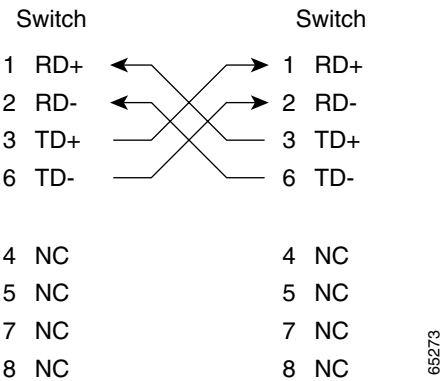 Switch Switch
1 RD+ 1 RD+
2 RD- 2 RD-
3 TD+ 3 TD+
6 TD- 6 TD-
4 NC 4 NC
5 NC 5 NC
7 NC 7 NC
8 NC 8 NC
65273